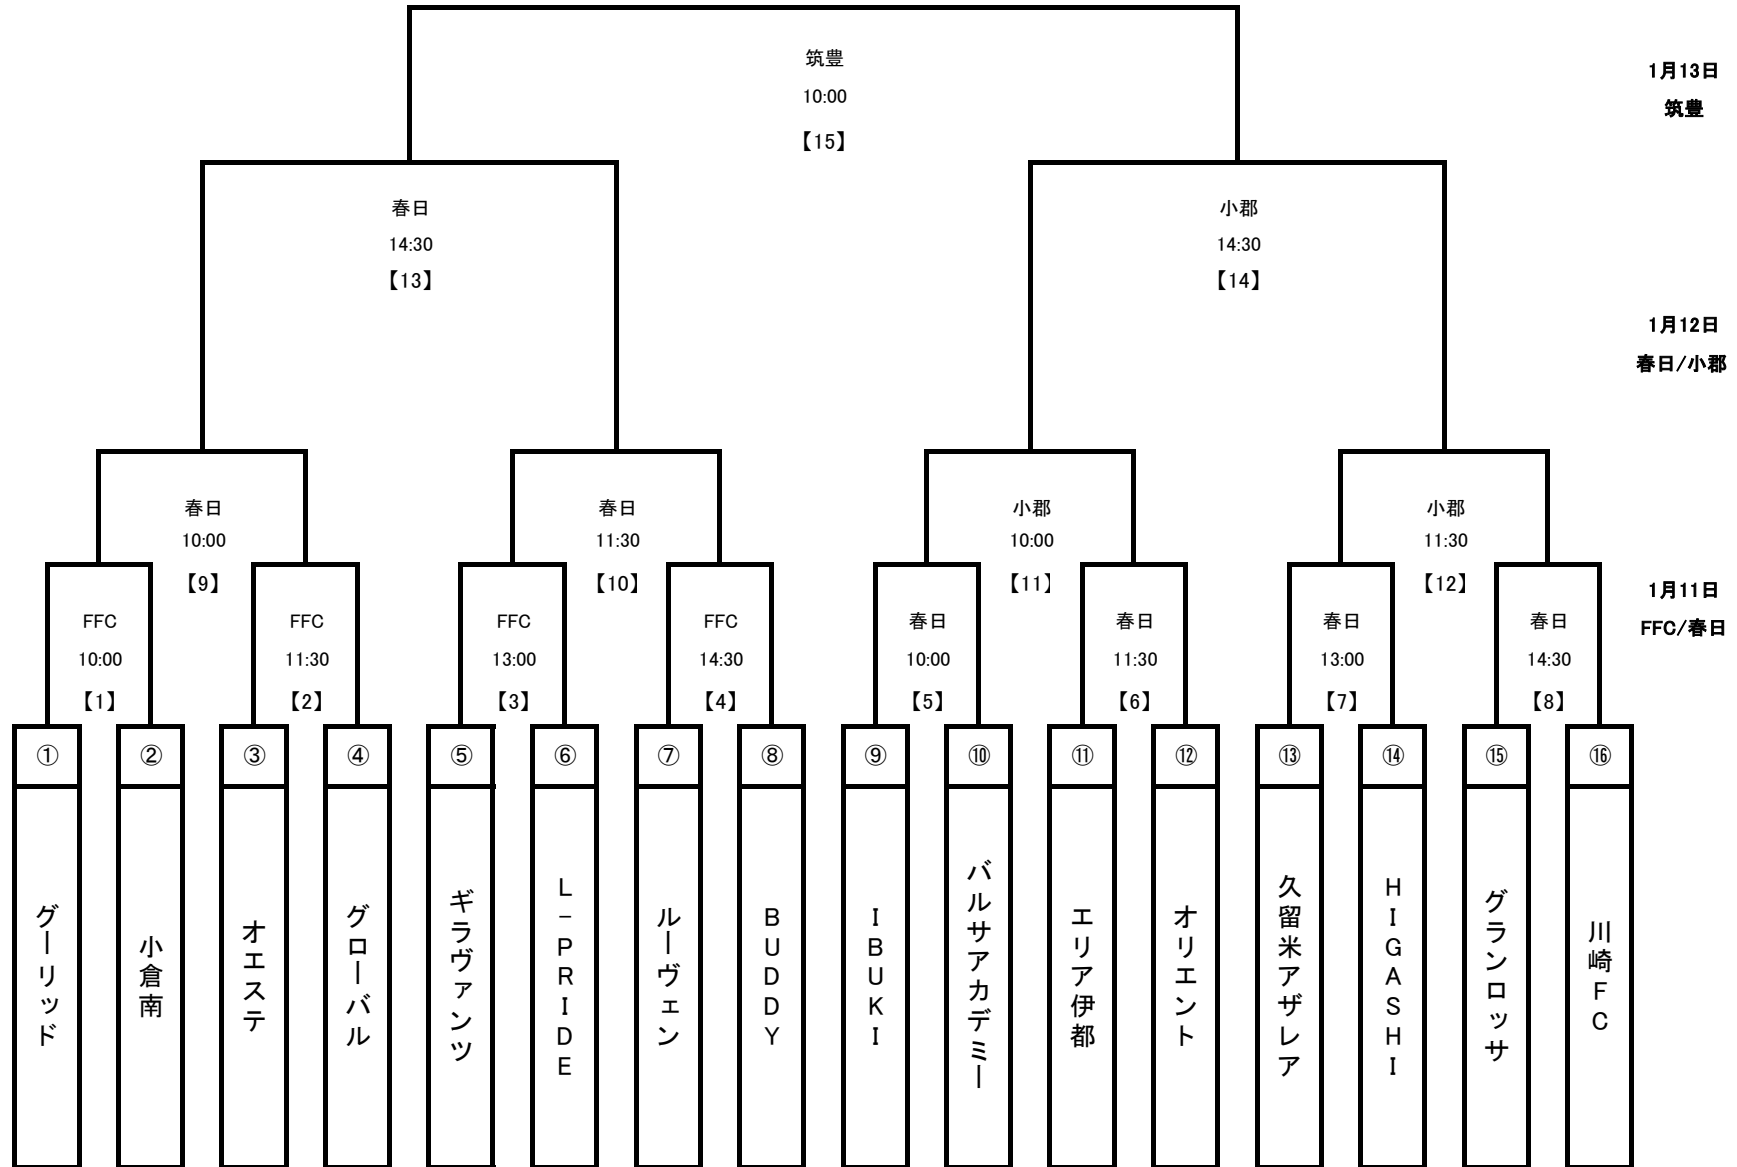 筑豊
10:00
【15】
1月13日
筑豊
春日
14:30
【13】
小郡
14:30
【14】
1月12日
春日/小郡
春日
10:00
【9】
春日
11:30
【10】
小郡
10:00
【11】
小郡
11:30
【12】
1月11日
FFC/春日
FFC
10:00
【1】
FFC
11:30
【2】
FFC
13:00
【3】
FFC
14:30
【4】
春日
10:00
【5】
春日
11:30
【6】
春日
13:00
【7】
春日
14:30
【8】
①
グーリッド
②
小倉南
③
オエステ
④
グローバル
⑤
ギラヴァンツ
⑥
L-PRIDE
⑦
ルーヴェン
⑧
BUDDY
⑨
IBUKI
⑩
バルサアカデミー
⑪
エリア伊都
⑫
オリエント
⑬
久留米アザレア
⑭
HIGASHI
⑮
グランロッサ
⑯
川崎FC